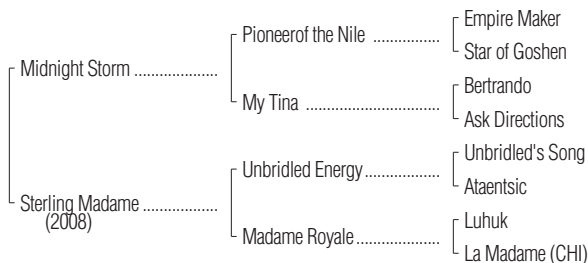 Empire Maker
Pioneerof the Nile ................
Star of Goshen
Midnight Storm ....................
Bertrando
My Tina ................................
Ask Directions
Unbridled's Song
Unbridled Energy ..................
Ataentsic
Sterling Madame ..................
(2008)
Luhuk
Madame Royale ....................
La Madame (CHI)